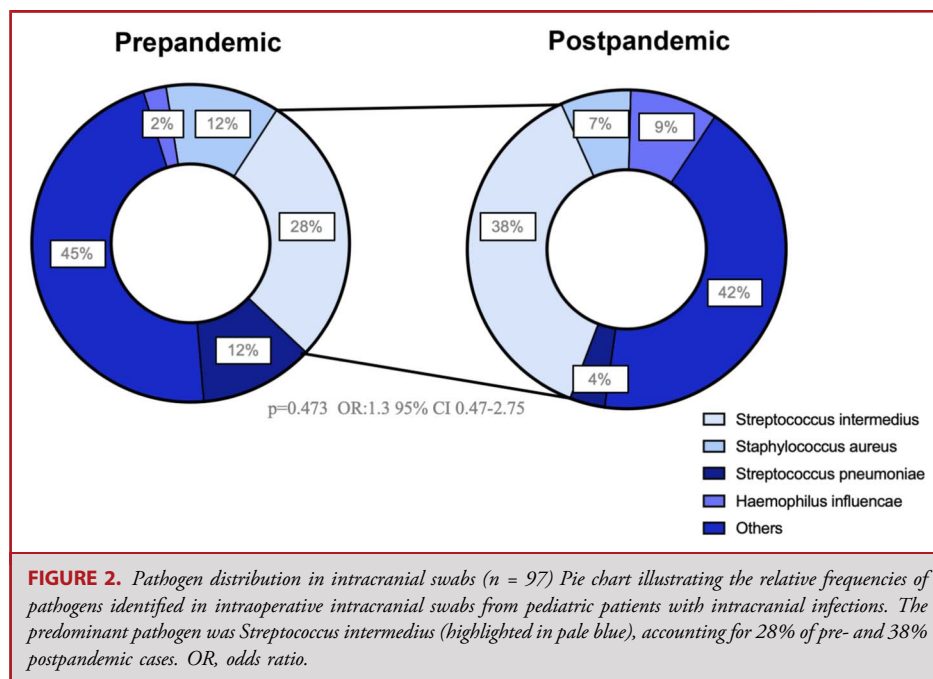 Prepandemic
Postpandemic
2%
12%
28%
12%
45%
7%
9%
38%
42%
4%
p=0.473 OR:1.3 95% CI 0.47-2.75
Streptococcus intermedius
Staphylococcus aureus
Streptococcus pneumoniae
Haemophilus influencae
Others
FIGURE 2. Pathogen distribution in intracranial swabs (n = 97) Pie chart illustrating the relative frequencies of
pathogens identified in intraoperative intracranial swabs from pediatric patients with intracranial infections. The
predominant pathogen was Streptococcus intermedius (highlighted in pale blue), accounting for 28% of pre- and 38%
postpandemic cases. OR, odds ratio.